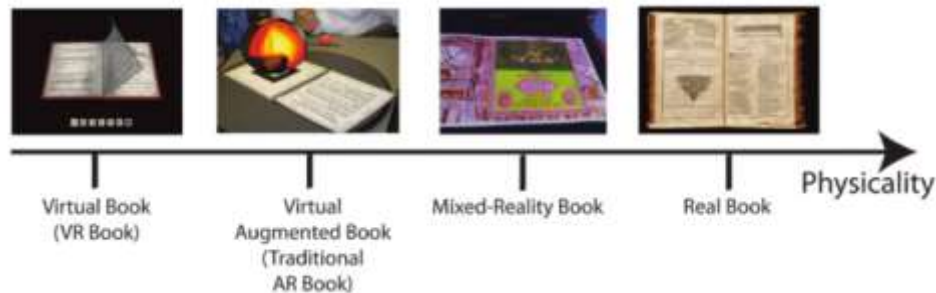 Physicality
Virtual Book
(VR Book)
Virtual
Augmented Book
(Traditional
AR Book)
Mixed-Reality Book
Real Book